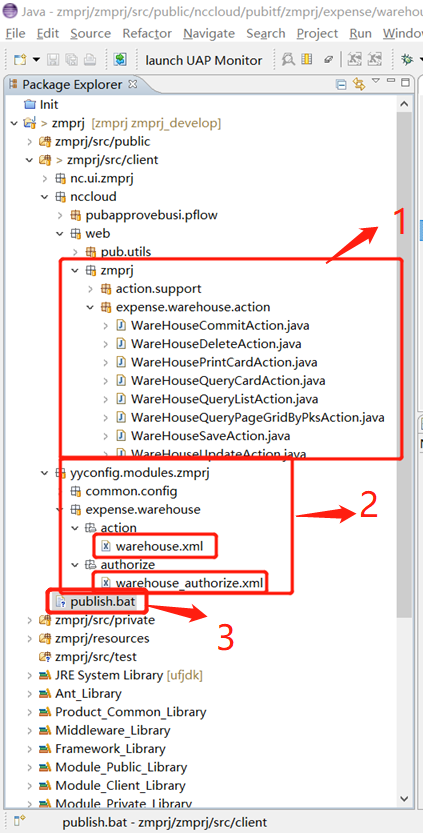 Java - zmprj/zmprj/src/public/nccloud/pubitf/zmprj/expense/wareho
File Edit Source Refactor Navigate Search Project Run Window
launch UAP Monitor
Package Explorer
Init
> zmprj [zmprj zmprj_develop]
zmprj/src/public
> zmprj/src/client
nc.ui.zmprj
nccloud
pubapprovebusi.pflow
web
pub.utils
zmprj
action.support
expense.warehouse.action
WareHouseCommitAction.java
WareHouseDeleteAction.java
WareHousePrintCardAction.java
WareHouseQueryCardAction.java
WareHouseQueryListAction.java
WareHouseQueryPageGridByPksAction.java
WareHouseSaveAction.java
WareHouseUpdateAction.java
yyconfig.modules.zmprj
common.config
expense.warehouse
action
warehouse.xml
authorize
warehouse_authorize.xml
publish.bat
zmprj/src/private
zmprj/resources
zmprj/src/test
JRE System Library [ufjdk]
Ant_Library
Product_Common_Library
Middleware_Library
Framework_Library
Module_Public_Library
Module_Client_Library
Module_Private_Library
publish.bat - zmprj/zmprj/src/client
1
2
3